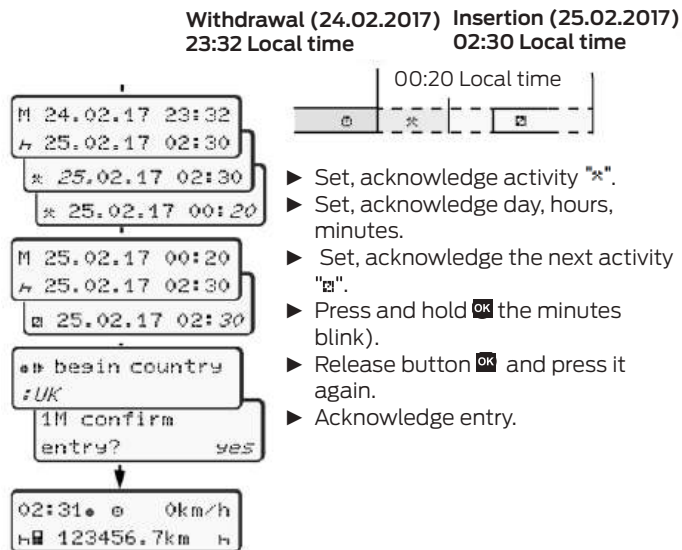 Withdrawal (24.02.2017) Insertion (25.02.2017)
23:32 Local time 02:30 Local time
00:20 Local time
M 24.02.17 23:32
25.02.17 02:30
25.02.17 02:30
25.02.17 00:20
M 25.02.17 00:20
25.02.17 02:30
25.02.17 02:30
begin country
:UK
1M confirm
entry? yes
02:31 0km/h
123456.7km
► Set, acknowledge activity "".
► Set, acknowledge day, hours,
minutes.
► Set, acknowledge the next activity
"".
► Press and hold OK the minutes
blink).
► Release button OK and press it
again.
► Acknowledge entry.